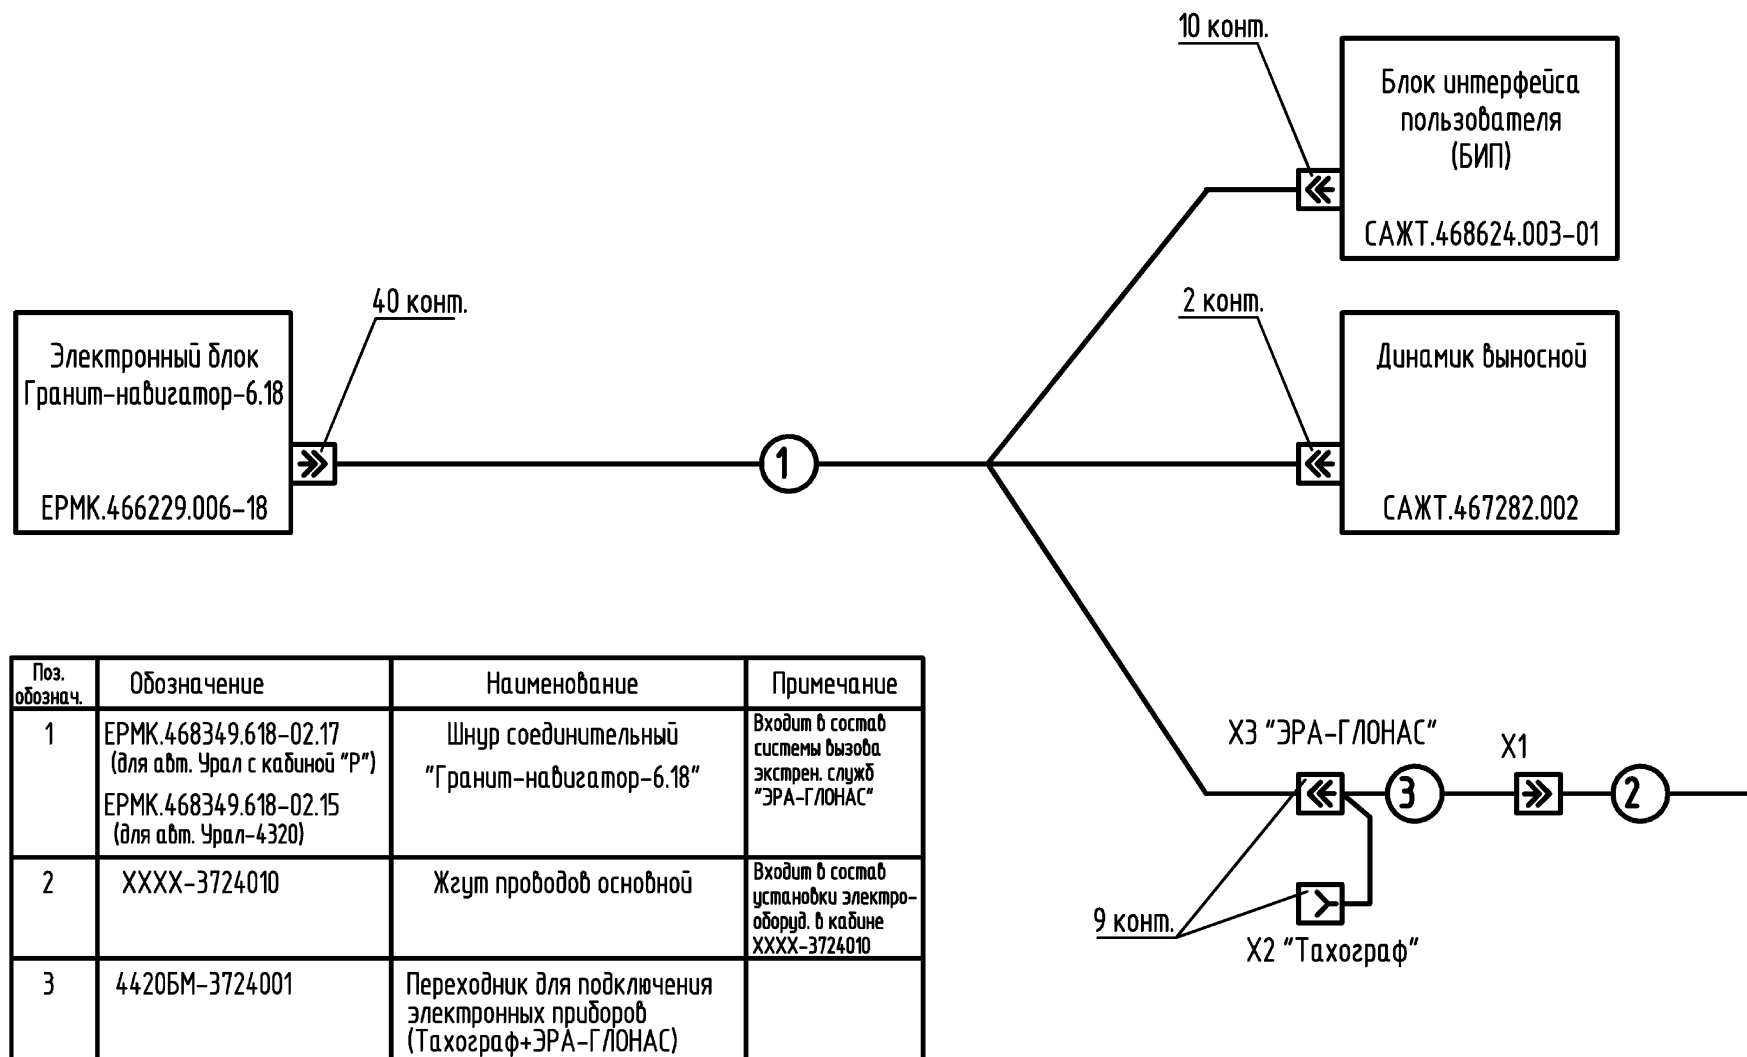 10 конт.
Блок интерфейса
пользователя
(БИП)
САЖТ.468624.003-01
40 конт.
2 конт.
Электронный блок
Гранит-навигатор-6.18
ЕРМК.466229.006-18
Динамик выносной
САЖТ.467282.002
1
Х3 "ЭРА-ГЛОНАС"
Х1
3
2
9 конт.
Х2 "Тахограф"
Поз.
обознач.
Обозначение
Наименование
Примечание
1
ЕРМК.468349.618-02.17
(для авт. Урал с кабиной "Р")
ЕРМК.468349.618-02.15
(для авт. Урал-4320)
Шнур соединительный
"Гранит-навигатор-6.18"
Входит в состав
системы вызова
экстрен. служб
"ЭРА-ГЛОНАС"
2
ХХХХ-3724010
Жгут проводов основной
Входит в состав
установки электро-
оборуд. в кабине
ХХХХ-3724010
3
4420БМ-3724001
Переходник для подключения
электронных приборов
(Тахограф+ЭРА-ГЛОНАС)